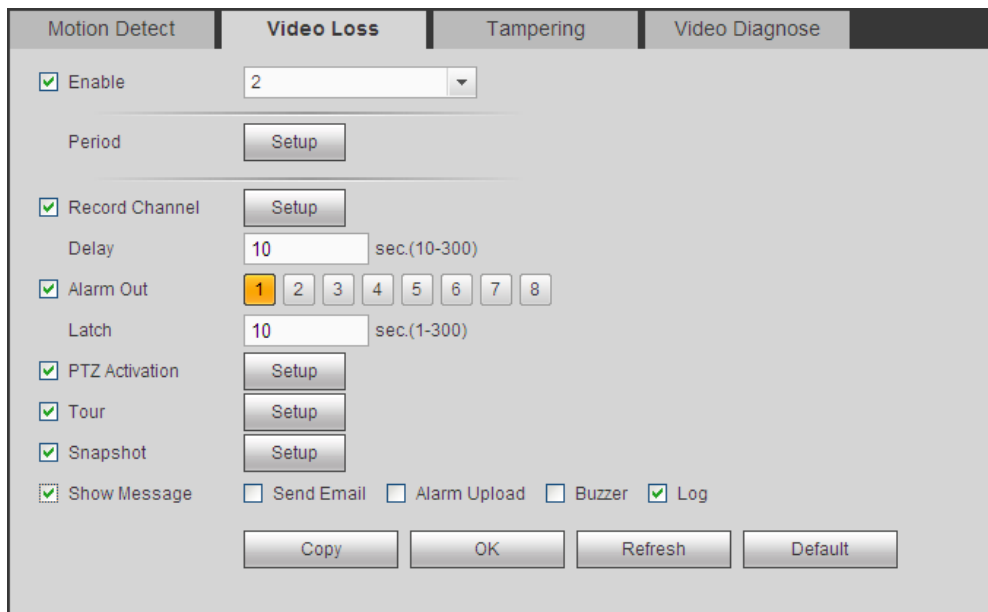 Motion Detect Video Loss Tampering Video Diagnose
Enable 2
Period Setup
Record Channel Setup
Delay 10 sec.(10-300)
Alarm Out 1 2 3 4 5 6 7 8
Latch 10 sec.(1-300)
PTZ Activation Setup
Tour Setup
Snapshot Setup
Show Message Send Email Alarm Upload Buzzer Log
Copy OK Refresh Default